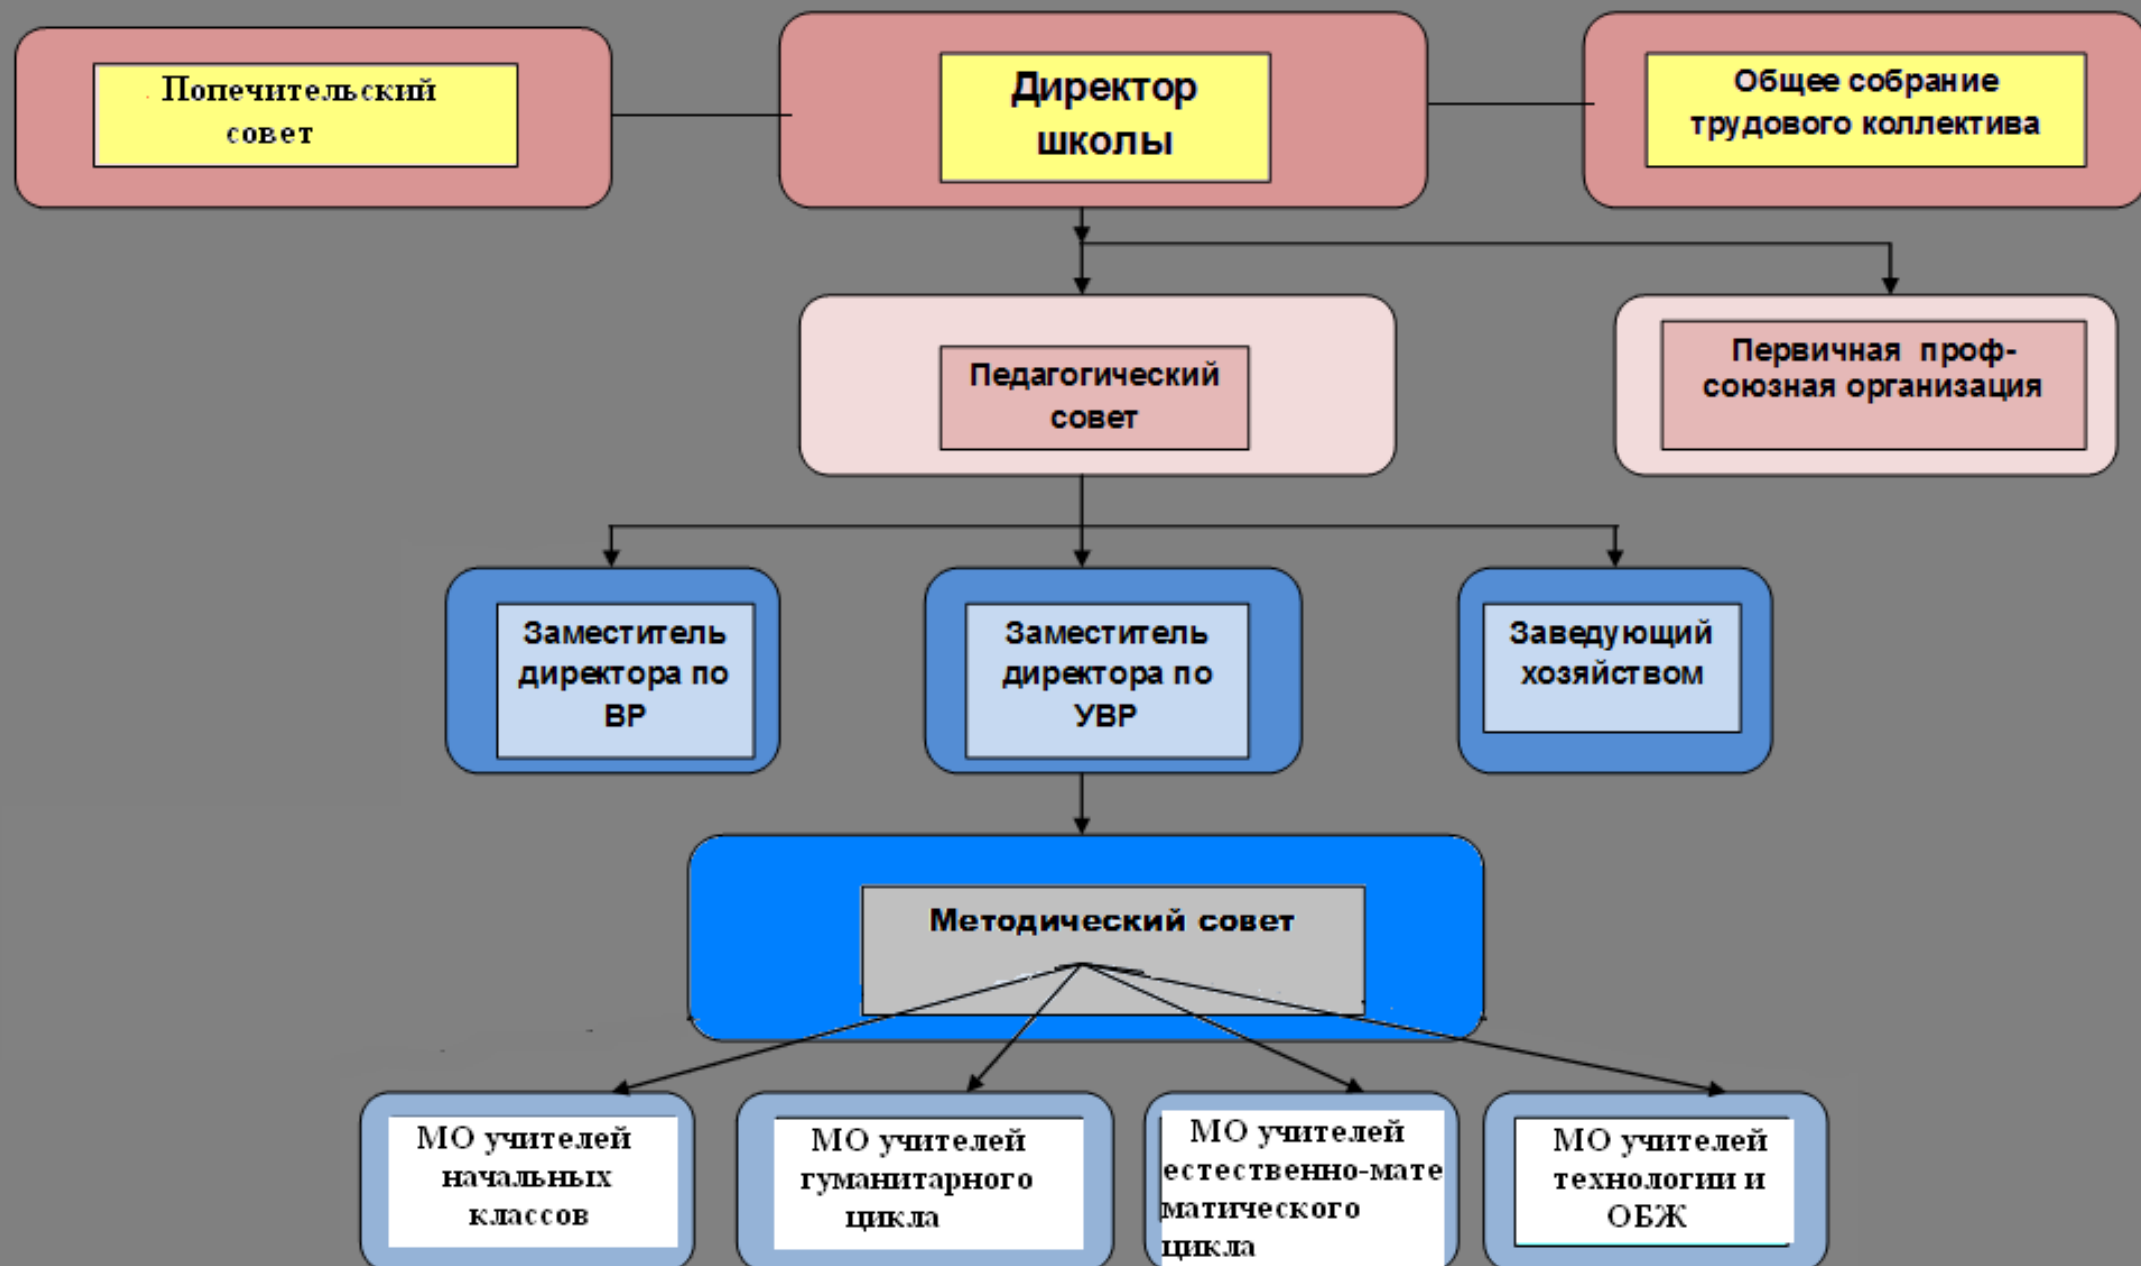 Попечительский
совет
Директор
школы
Общее собрание
трудового коллектива
Педагогический
совет
Первичная проф-
союзная организация
Заместитель
директора по
ВР
Заместитель
директора по
УВР
Заведующий
хозяйством
Методический совет
МО учителей
начальных
классов
МО учителей
гуманитарного
цикла
МО учителей
естественно-мате
матического
цикла
МО учителей
технологии и
ОБЖ